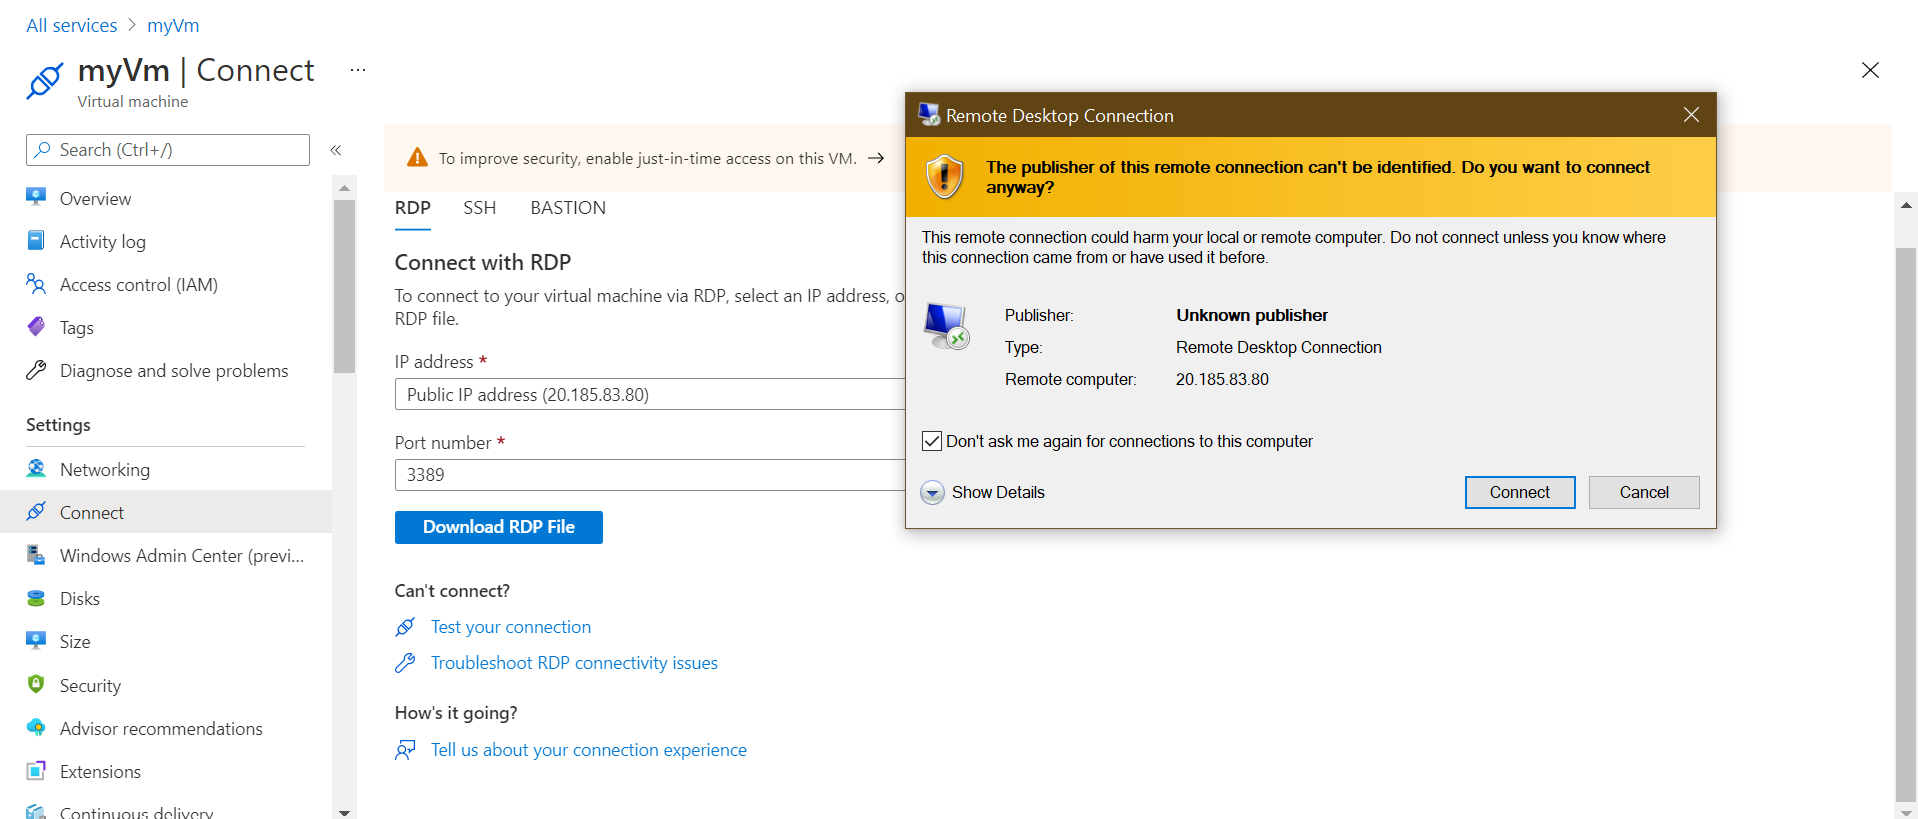 All services > myVm
myVm | Connect ...
Virtual machine
Search (Ctrl+/)
«
Overview
Activity log
Access control (IAM)
Tags
Diagnose and solve problems
Settings
Networking
Connect
Windows Admin Center (previ...
Disks
Size
Security
Advisor recommendations
Extensions
Continuous delivery
To improve security, enable just-in-time access on this VM. →
RDP SSH BASTION
Connect with RDP
To connect to your virtual machine via RDP, select an IP address, o
RDP file.
IP address *
Public IP address (20.185.83.80)
Port number *
3389
Download RDP File
Can't connect?
Test your connection
Troubleshoot RDP connectivity issues
How's it going?
Tell us about your connection experience
Remote Desktop Connection
The publisher of this remote connection can't be identified. Do you want to connect
anyway?
This remote connection could harm your local or remote computer. Do not connect unless you know where
this connection came from or have used it before.
Publisher: Unknown publisher
Type: Remote Desktop Connection
Remote computer: 20.185.83.80
Don't ask me again for connections to this computer
Show Details
Connect
Cancel